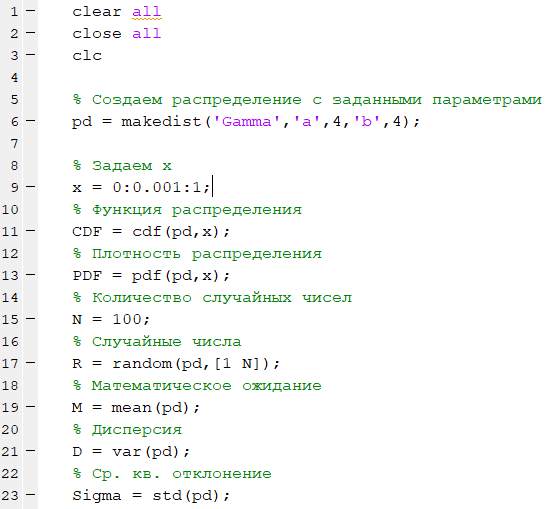 1 clear all
2 close all
3 clc
4
5 % Создаем распределение с заданными параметрами
6 pd = makedist('Gamma','a',4,'b',4);
7
8 % Задаем x
9 x = 0:0.001:1;
10 % Функция распределения
11 CDF = cdf(pd,x);
12 % Плотность распределения
13 PDF = pdf(pd,x);
14 % Количество случайных чисел
15 N = 100;
16 % Случайные числа
17 R = random(pd,[1 N]);
18 % Математическое ожидание
19 M = mean(pd);
20 % Дисперсия
21 D = var(pd);
22 % Ср. кв. отклонение
23 Sigma = std(pd);